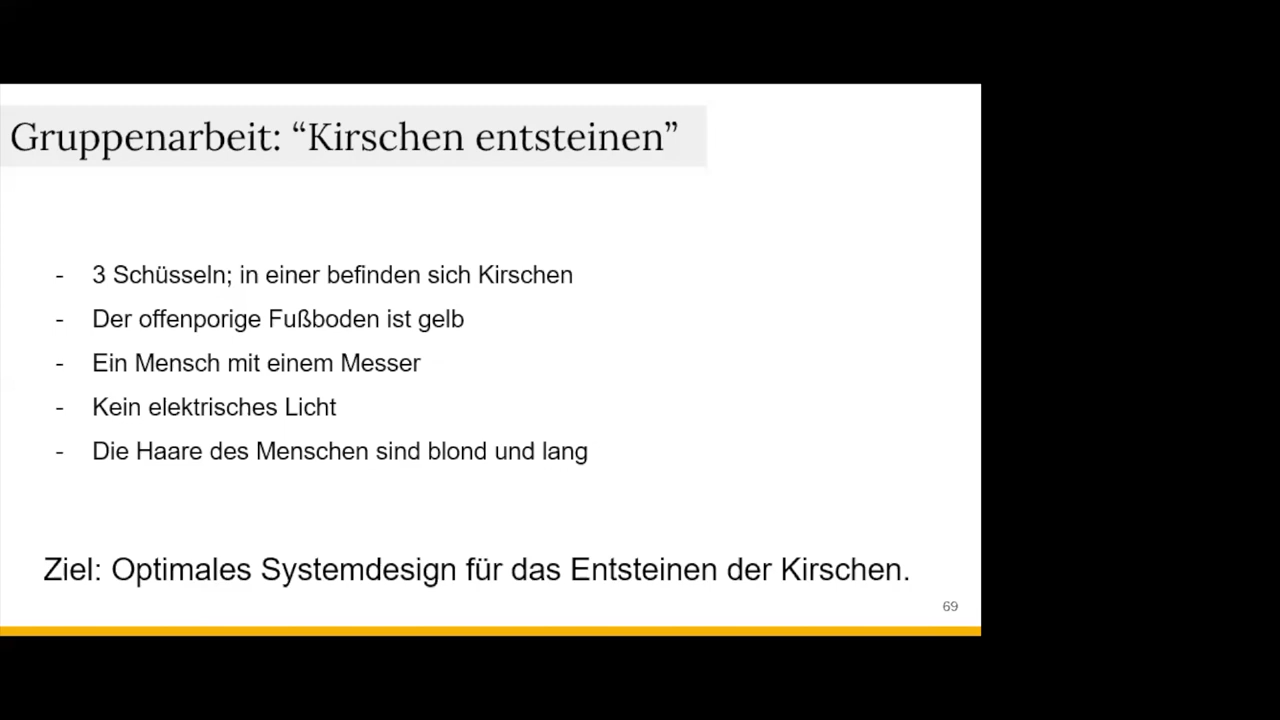 Gruppenarbeit: “Kirschen entsteinen”
- 3 Schüsseln; in einer befinden sich Kirschen
- Der offenporige Fußboden ist gelb
- Ein Mensch mit einem Messer
- Kein elektrisches Licht
- Die Haare des Menschen sind blond und lang
Ziel: Optimales Systemdesign für das Entsteinen der Kirschen.
69